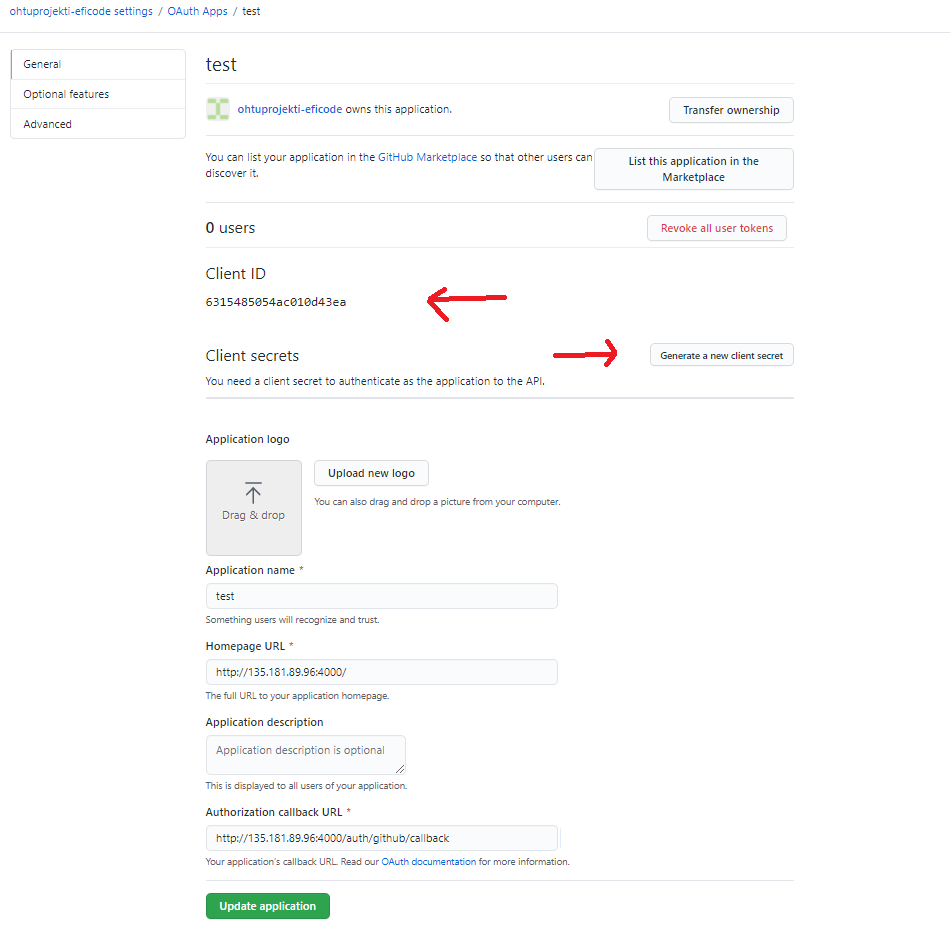 ohtuprojekti-eficode settings / OAuth Apps / test
General
Optional features
Advanced
test
ohtuprojekti-eficode owns this application.
Transfer ownership
You can list your application in the GitHub Marketplace so that other users can
discover it.
List this application in the
Marketplace
0 users
Revoke all user tokens
Client ID
6315485054ac010d43ea
Client secrets
Generate a new client secret
You need a client secret to authenticate as the application to the API.
Application logo
Drag & drop
Upload new logo
You can also drag and drop a picture from your computer.
Application name *
test
Something users will recognize and trust.
Homepage URL *
http://135.181.89.96:4000/
The full URL to your application homepage.
Application description
Application description is optional
This is displayed to all users of your application.
Authorization callback URL *
http://135.181.89.96:4000/auth/github/callback
Your application's callback URL. Read our OAuth documentation for more information.
Update application